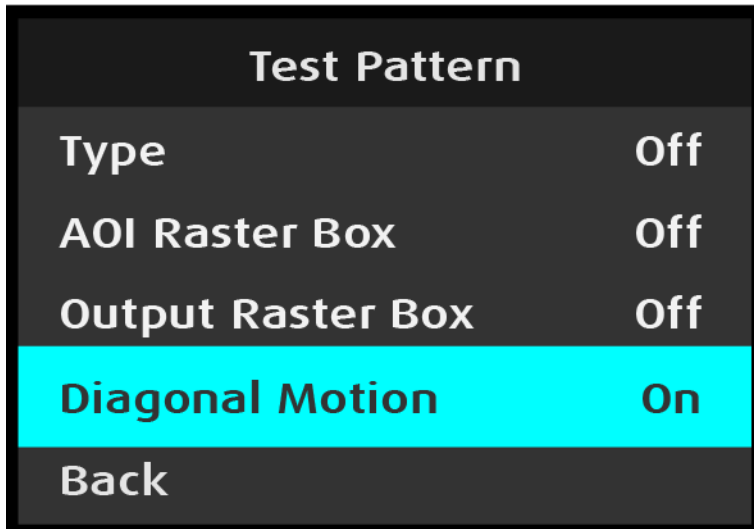 Test Pattern
Type Off
AOI Raster Box Off
Output Raster Box Off
Diagonal Motion On
Back